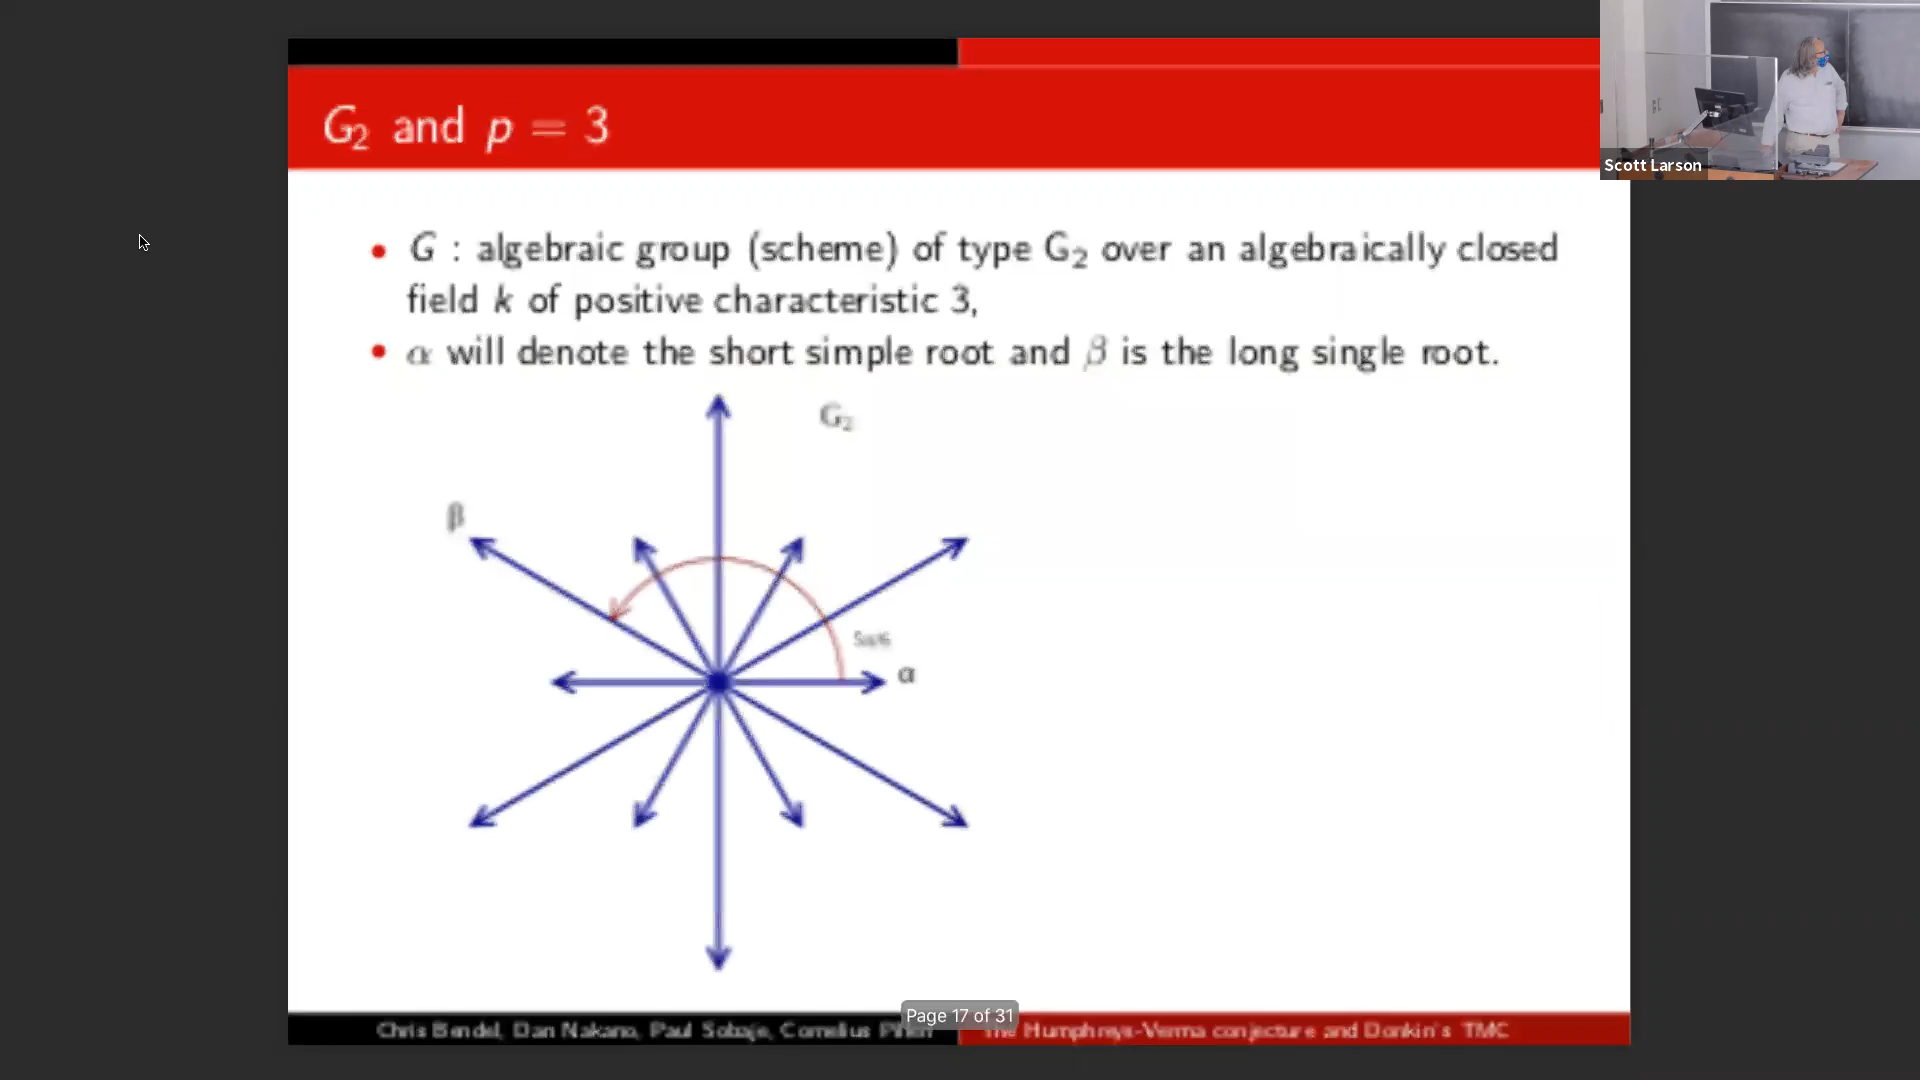 G₂ and p = 3
Scott Larson
• G : algebraic group (scheme) of type G₂ over an algebraically closed
field k of positive characteristic 3,
• α will denote the short simple root and β is the long single root.
G₂
β
5π/6
α
Page 17 of 31
Chris Bendel, Dan Nakano, Paul Sobaje, Cornelius Pillen
The Humphreys-Verma conjecture and Donkin's TMC